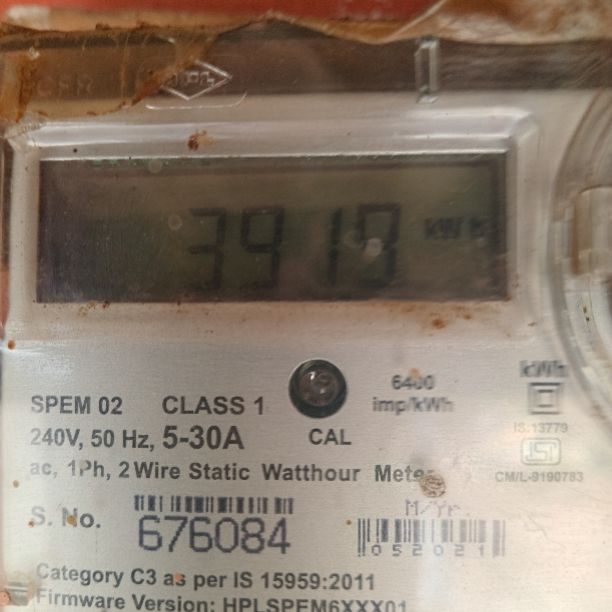 kWh
SPEM 02 CLASS 1
6400
imp/kWh
kWh
240V, 50 Hz, 5-30A
CAL
IS:13779
ISI
CM/L-9190783
ac, 1Ph, 2 Wire Static Watthour Meter
S. No.
676084
M/Yr.
052021
Category C3 as per IS 15959:2011
Firmware Version: HPLSPEM6XXX01